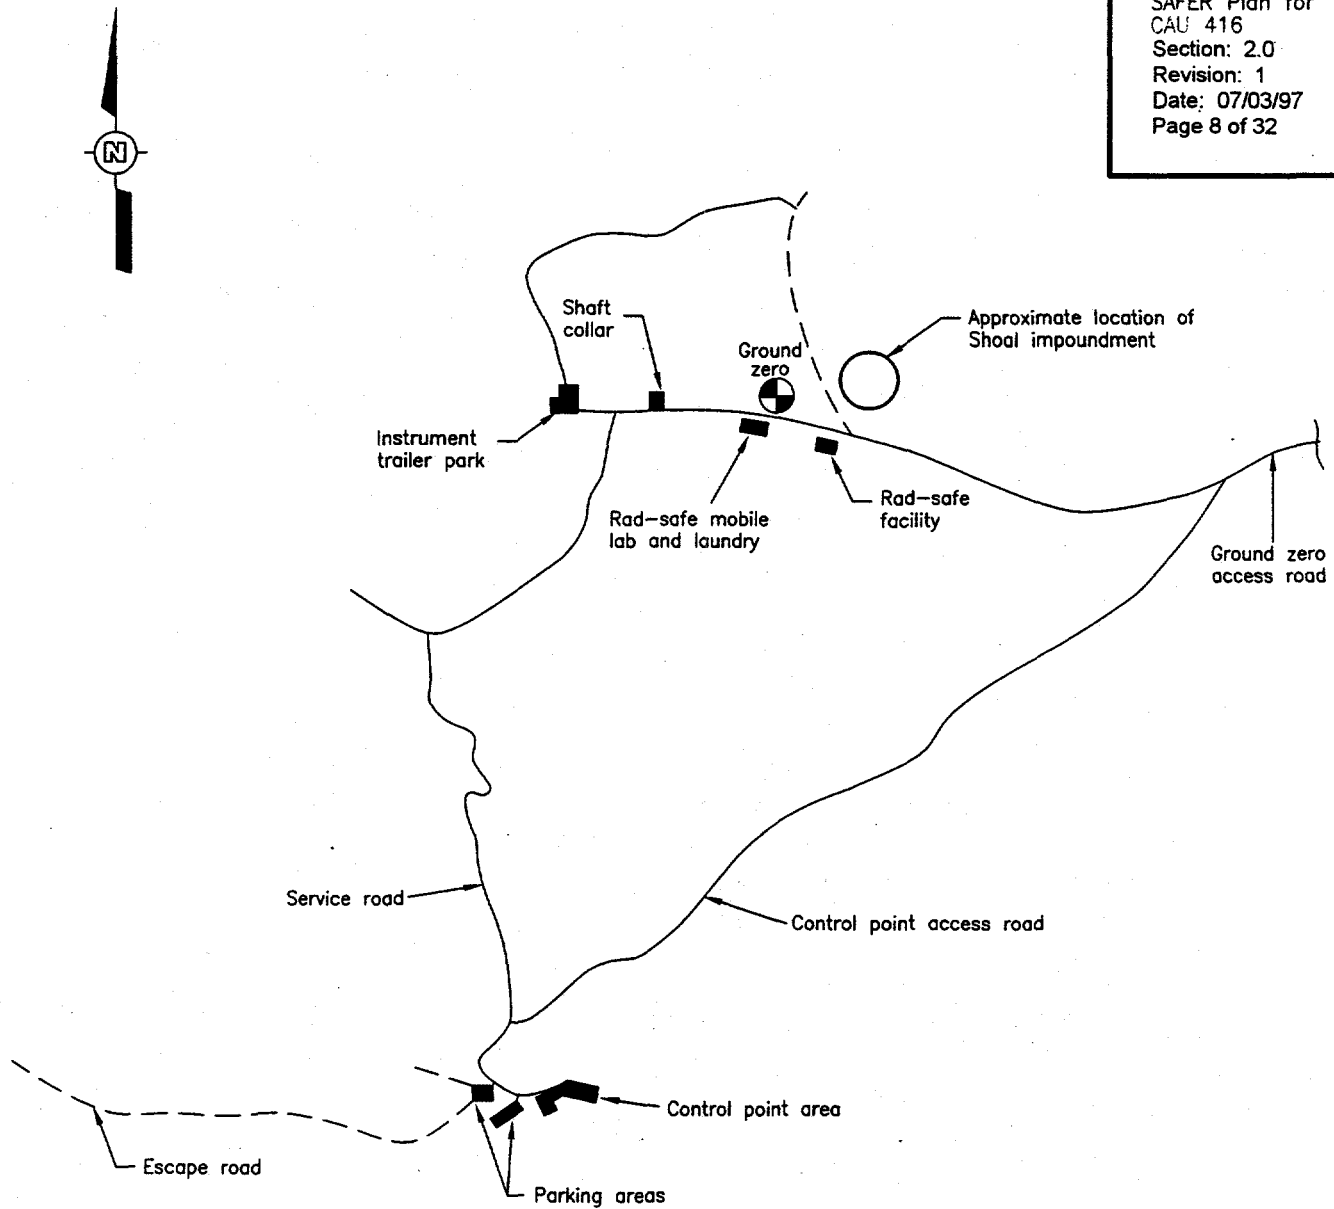 SAFER Plan for
CAU 416
Section: 2.0
Revision: 1
Date: 07/03/97
Page 8 of 32
N
Shaft
collar
Ground
zero
Approximate location of
Shoal impoundment
Instrument
trailer park
Rad-safe mobile
lab and laundry
Rad-safe
facility
Ground zero
access road
Service road
Control point access road
Control point area
Escape road
Parking areas